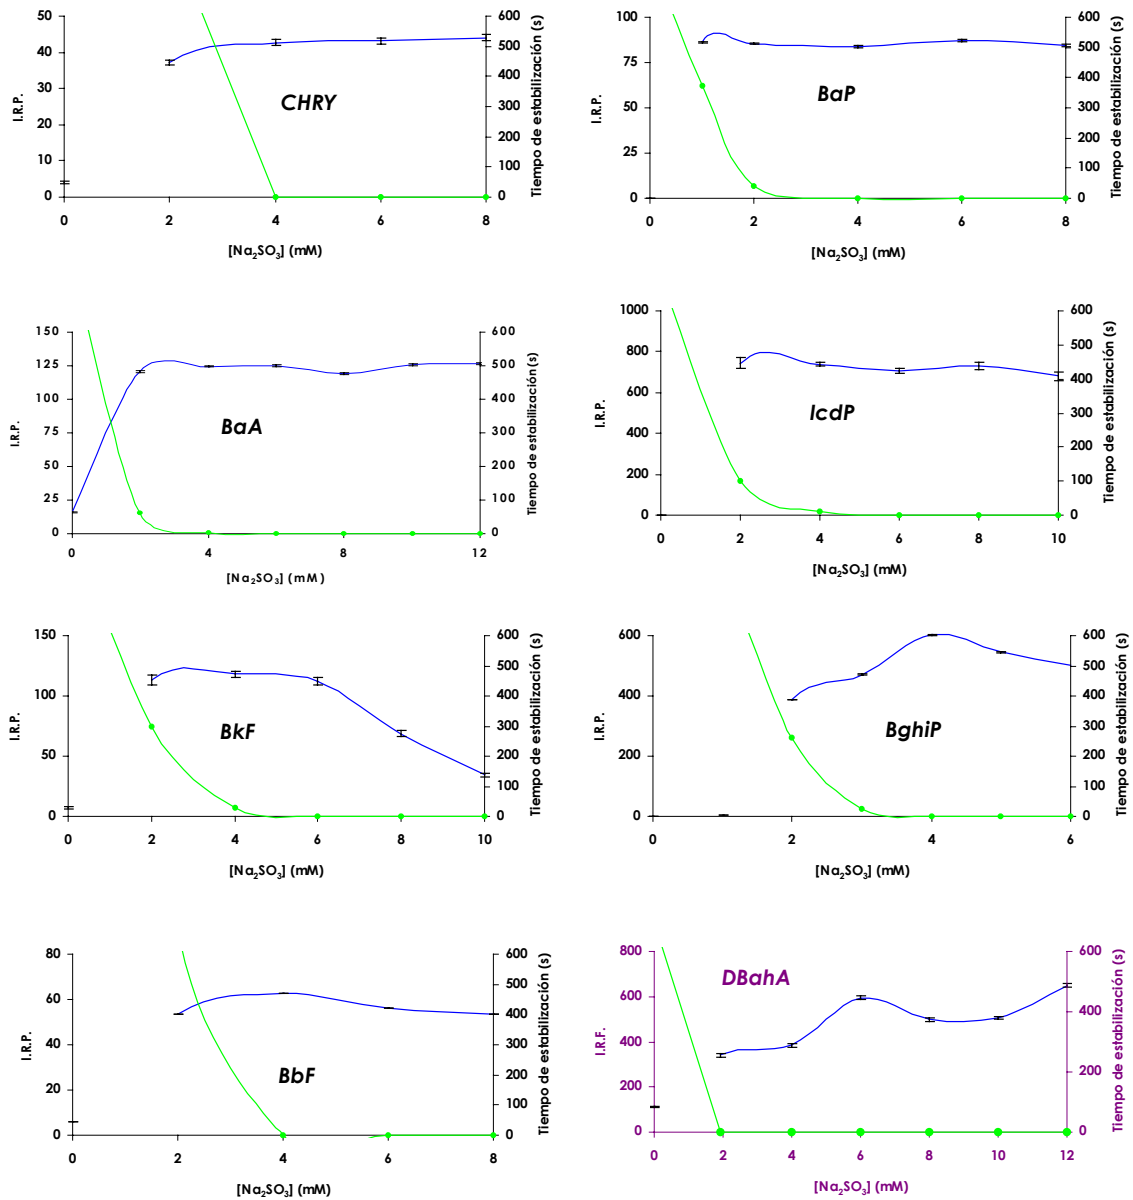 I.R.P.
50
40
30
20
10
0
CHRY
600
500
400
300
200
100
0
Tiempo de estabilización (s)
0 2 4 6 8
[Na₂SO₃] (mM)
I.R.P.
100
75
50
25
0
BaP
600
500
400
300
200
100
0
Tiempo de estabilización (s)
0 2 4 6 8
[Na₂SO₃] (mM)
I.R.P.
150
125
100
75
50
25
0
BaA
600
500
400
300
200
100
0
Tiempo de estabilización (s)
0 4 8 12
[Na₂SO₃] (mM)
I.R.P.
1000
800
600
400
200
0
IcdP
600
500
400
300
200
100
0
Tiempo de estabilización (s)
0 2 4 6 8 10
[Na₂SO₃] (mM)
I.R.P.
150
100
50
0
BkF
600
500
400
300
200
100
0
Tiempo de estabilización (s)
0 2 4 6 8 10
[Na₂SO₃] (mM)
I.R.P.
600
400
200
0
BghiP
600
500
400
300
200
100
0
Tiempo de estabilización (s)
0 2 4 6
[Na₂SO₃] (mM)
I.R.P.
80
60
40
20
0
BbF
600
500
400
300
200
100
0
Tiempo de estabilización (s)
0 2 4 6 8
[Na₂SO₃] (mM)
I.R.F.
800
600
400
200
0
DBahA
600
400
200
0
Tiempo de estabilización (s)
0 2 4 6 8 10 12
[Na₂SO₃] (mM)